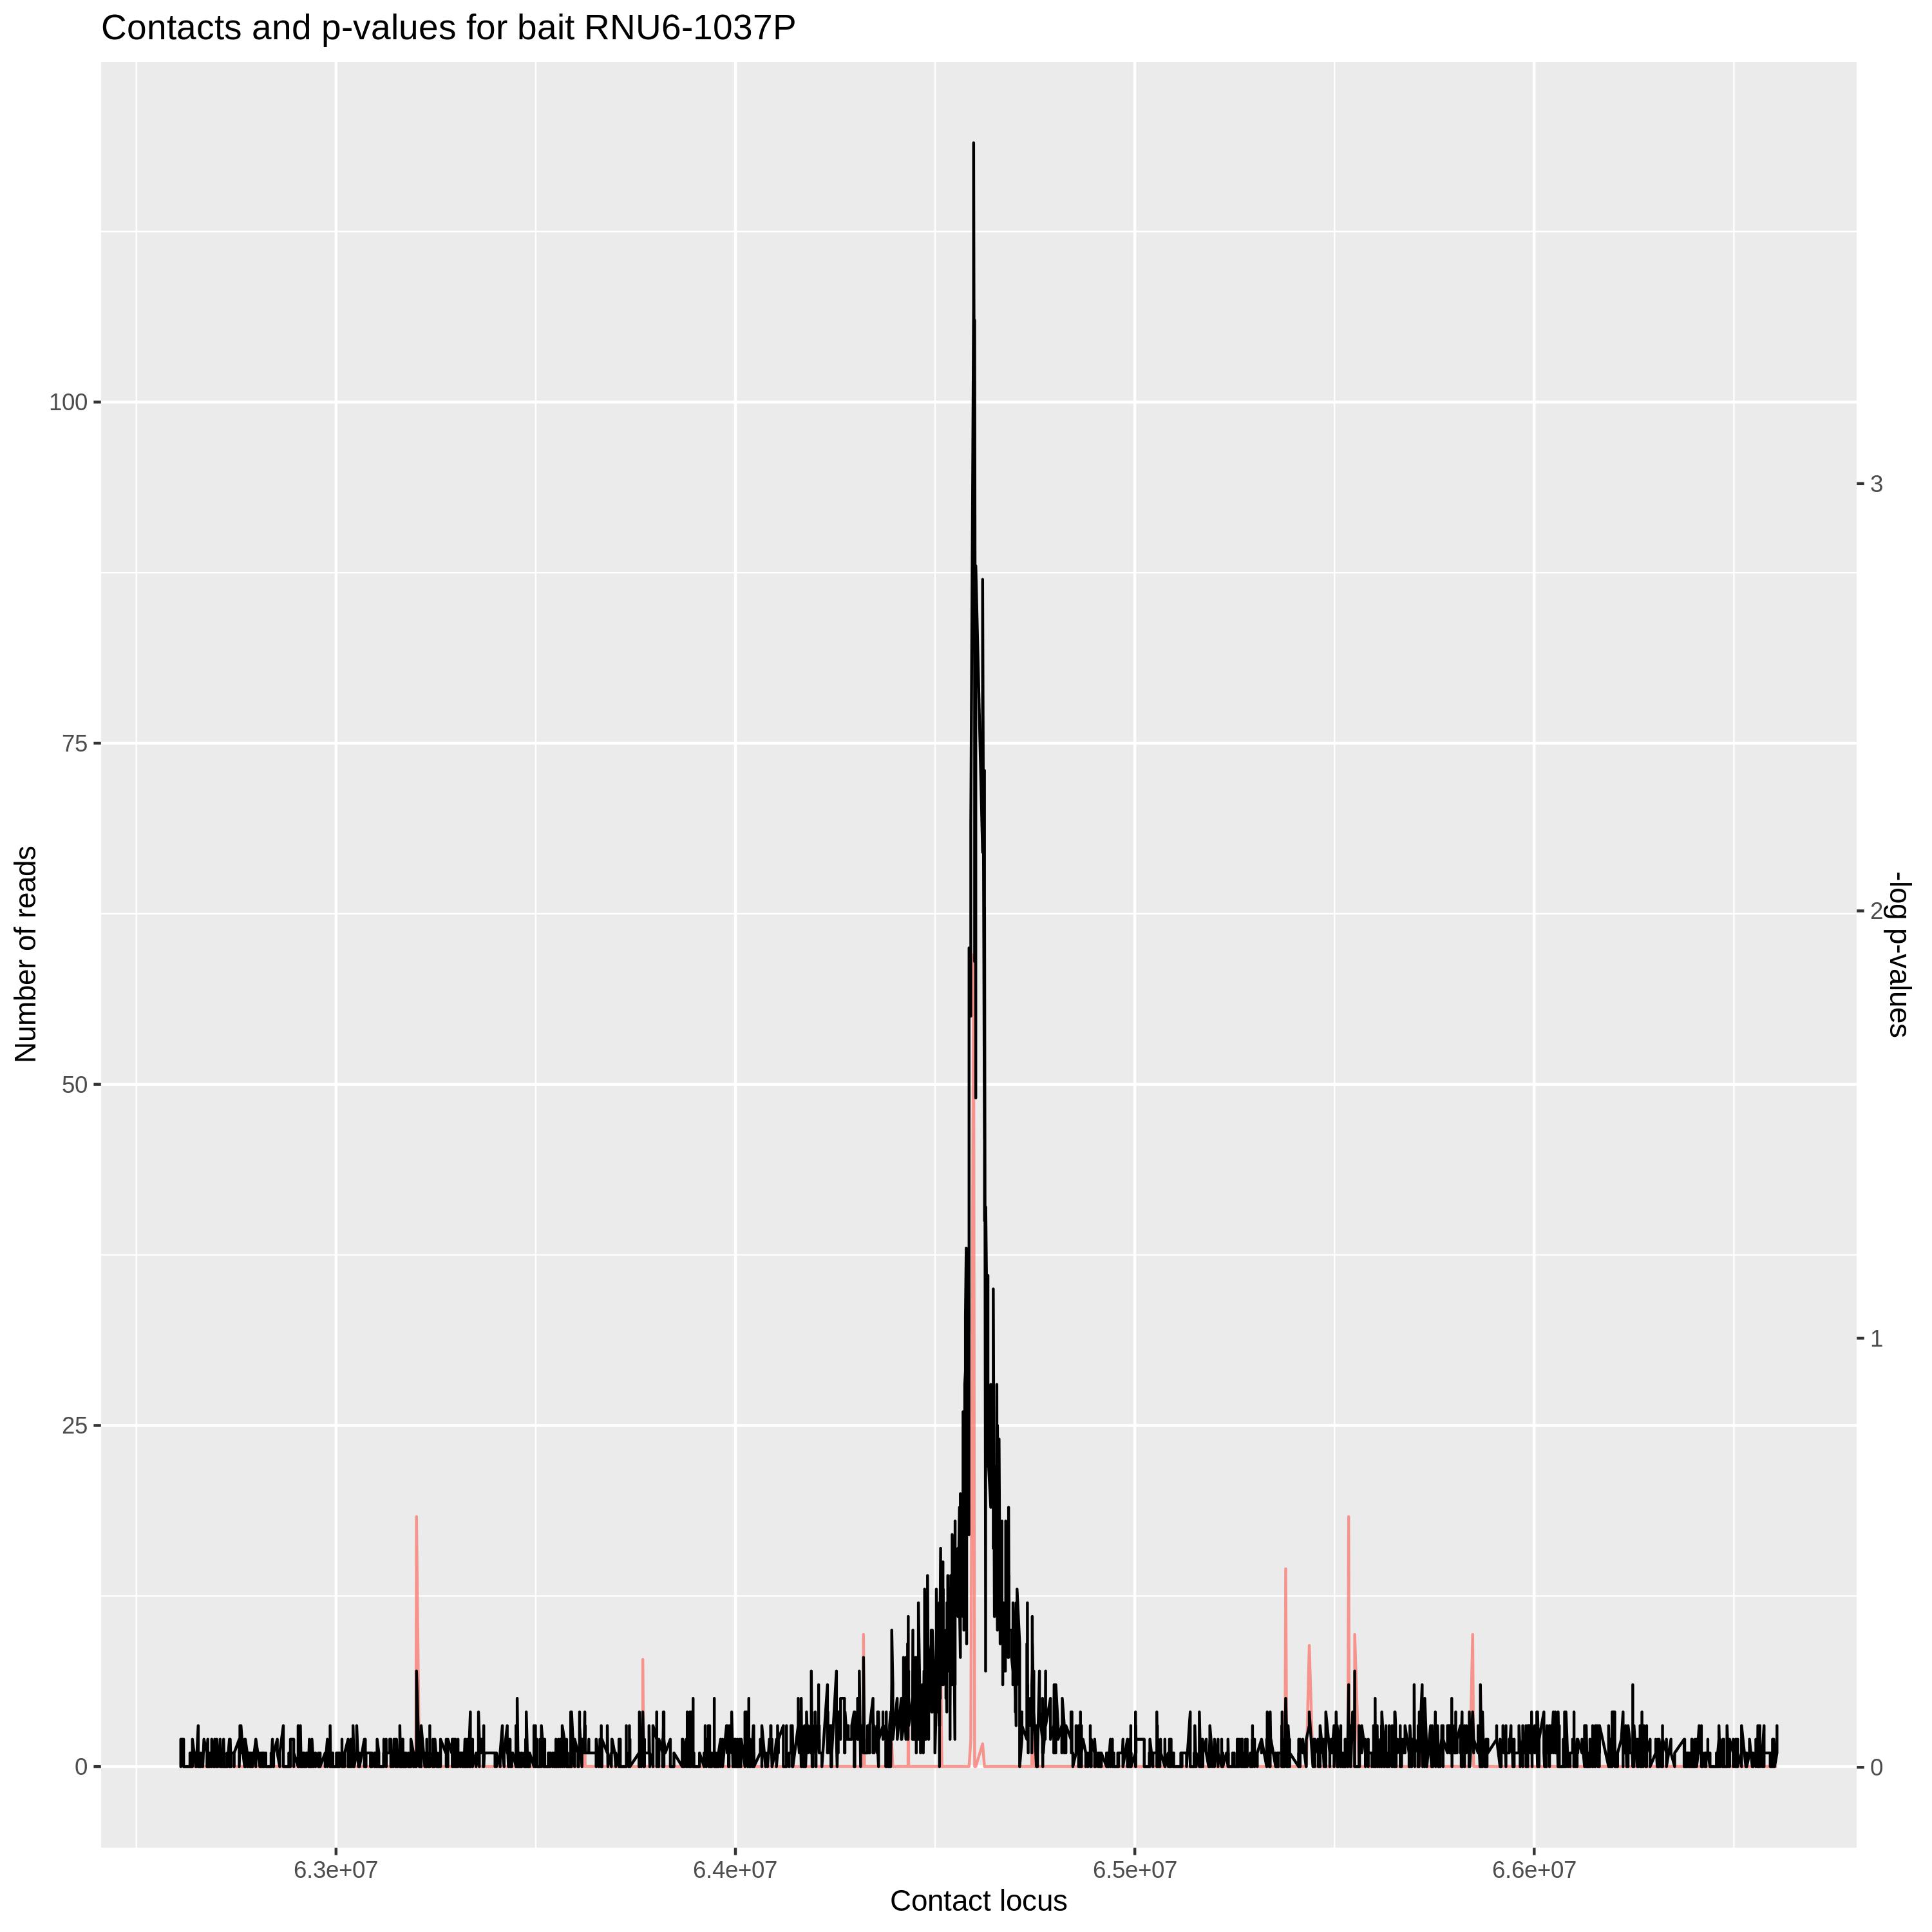 Contacts and p-values for bait RNU6-1037P
Number of reads
100
75
50
25
0
3
2
1
0
-log p-values
6.3e+07
6.4e+07
6.5e+07
6.6e+07
Contact locus